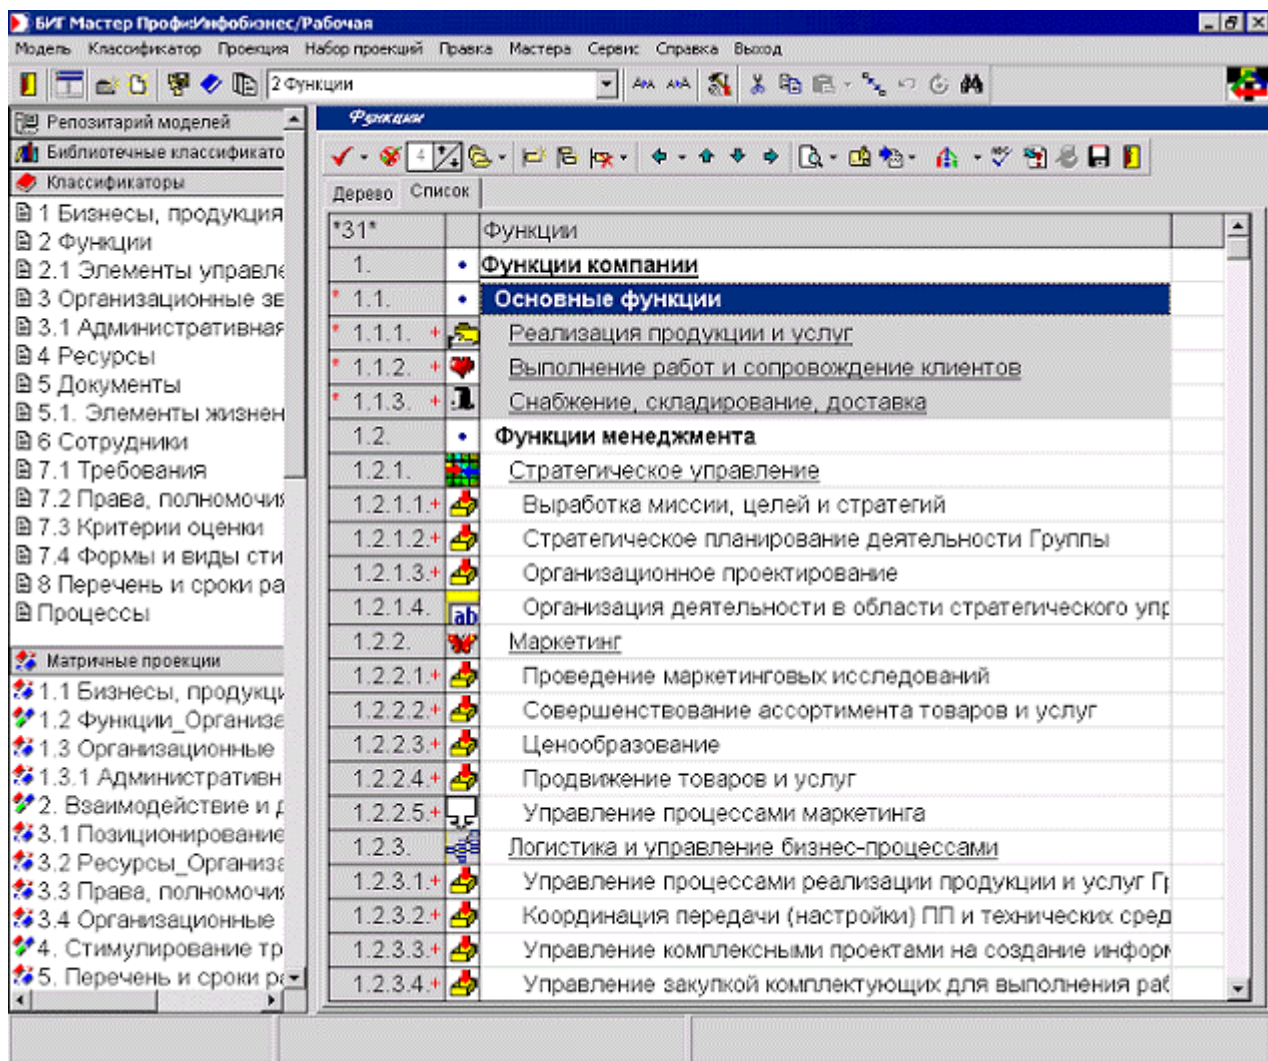 БИГ Мастер Профи:Инфобизнес/Рабочая
Модель Классификатор Проекция Набор проекций Правка Мастера Сервис Справка Выход
2 Функции
Репозитарий моделей
Библиотечные классификато
Классификаторы
1 Бизнесы, продукция
2 Функции
2.1 Элементы управле
3 Организационные зв
3.1 Административная
4 Ресурсы
5 Документы
5.1. Элементы жизнен
6 Сотрудники
7.1 Требования
7.2 Права, полномочия
7.3 Критерии оценки
7.4 Формы и виды сти
8 Перечень и сроки ра
Процессы
Матричные проекции
1.1 Бизнесы, продукци
1.2 Функции_Организа
1.3 Организационные
1.3.1 Административн
2. Взаимодействие и д
3.1 Позиционирование
3.2 Ресурсы_Организа
3.3 Права, полномочия
3.4 Организационные
4. Стимулирование тр
5. Перечень и сроки ра
Функции
4
Дерево Список
*31* Функции
1. Функции компании
* 1.1. Основные функции
* 1.1.1. + Реализация продукции и услуг
* 1.1.2. + Выполнение работ и сопровождение клиентов
* 1.1.3. + Снабжение, складирование, доставка
1.2. Функции менеджмента
1.2.1. Стратегическое управление
1.2.1.1.+ Выработка миссии, целей и стратегий
1.2.1.2.+ Стратегическое планирование деятельности Группы
1.2.1.3.+ Организационное проектирование
1.2.1.4. ab Организация деятельности в области стратегического упр
1.2.2. Маркетинг
1.2.2.1.+ Проведение маркетинговых исследований
1.2.2.2.+ Совершенствование ассортимента товаров и услуг
1.2.2.3.+ Ценообразование
1.2.2.4.+ Продвижение товаров и услуг
1.2.2.5.+ Управление процессами маркетинга
1.2.3. Логистика и управление бизнес-процессами
1.2.3.1.+ Управление процессами реализации продукции и услуг Гр
1.2.3.2.+ Координация передачи (настройки) ПП и технических сред
1.2.3.3.+ Управление комплексными проектами на создание информ
1.2.3.4.+ Управление закупкой комплектующих для выполнения раб